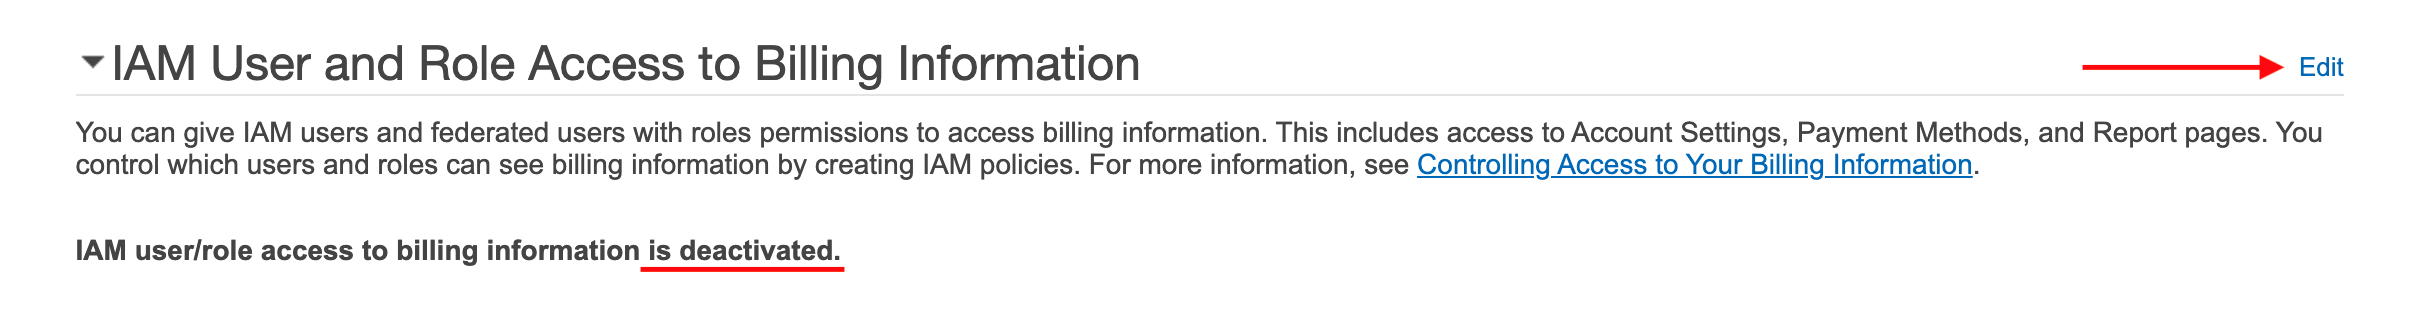 IAM User and Role Access to Billing Information
Edit
You can give IAM users and federated users with roles permissions to access billing information. This includes access to Account Settings, Payment Methods, and Report pages. You
control which users and roles can see billing information by creating IAM policies. For more information, see Controlling Access to Your Billing Information.
IAM user/role access to billing information is deactivated.